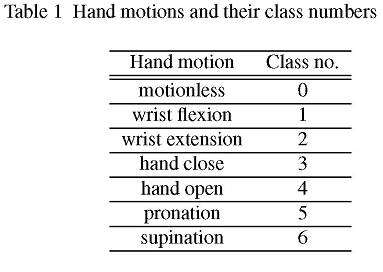 Table 1 Hand motions and their class numbers
Hand motion Class no.
motionless 0
wrist flexion 1
wrist extension 2
hand close 3
hand open 4
pronation 5
supination 6